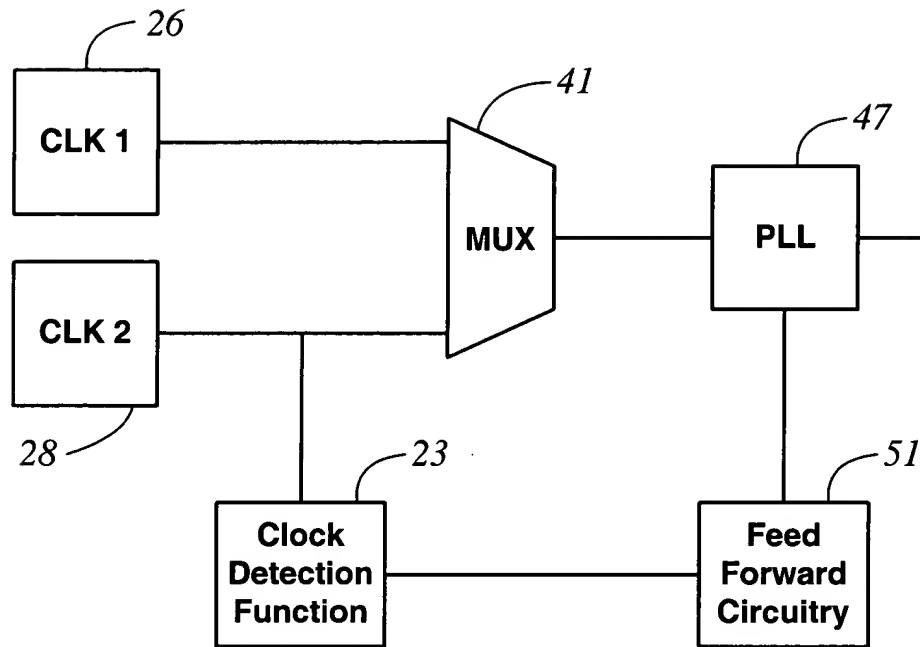 26
CLK 1
41
MUX
47
PLL
CLK 2
28
23
Clock
Detection
Function
51
Feed
Forward
Circuitry